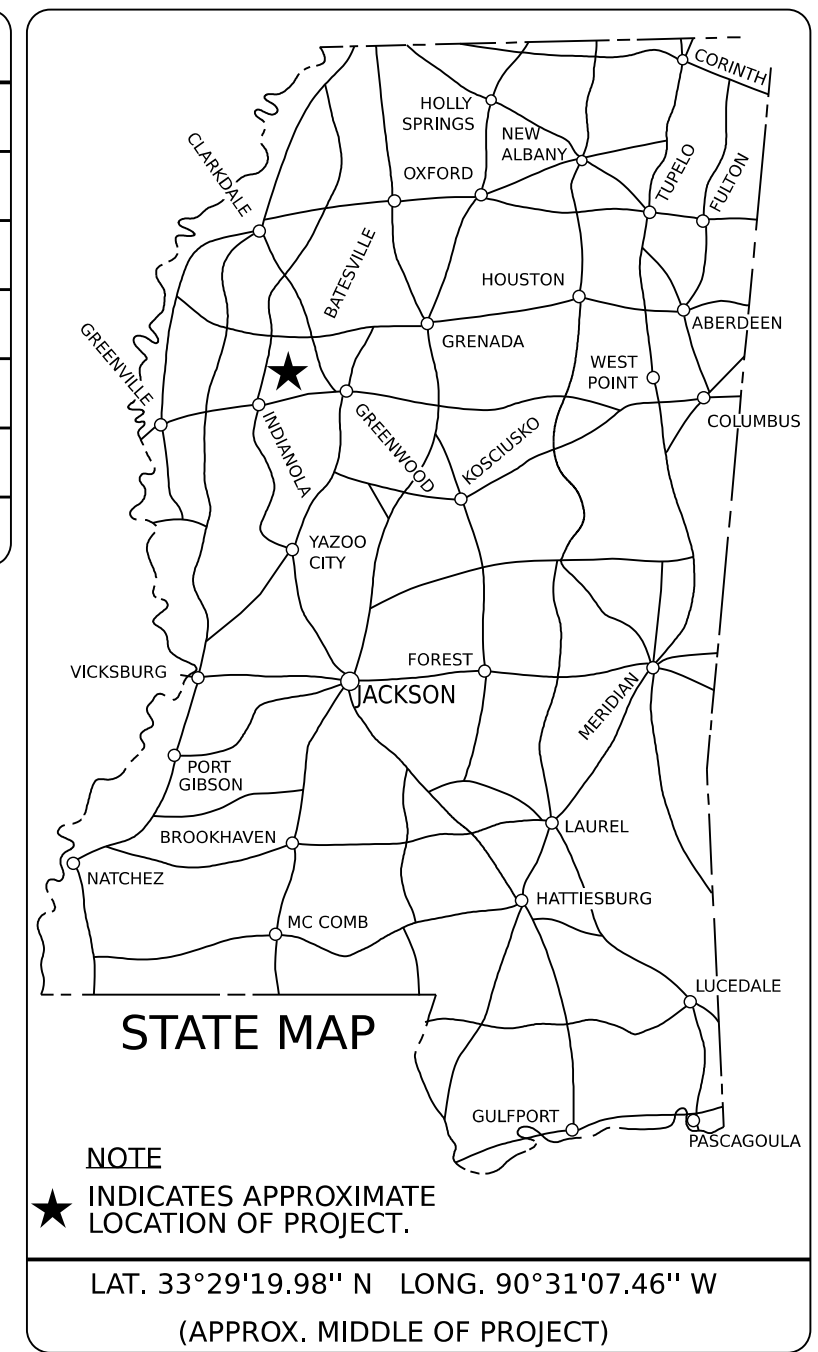 CORINTH
HOLLY
SPRINGS
NEW
ALBANY
CLARKDALE
OXFORD
TUPELO
FULTON
BATESVILLE
HOUSTON
ABERDEEN
GREENVILLE
GRENADA
WEST
POINT
COLUMBUS
INDIANOLA
GREENWOOD
KOSCIUSKO
YAZOO
CITY
VICKSBURG
FOREST
JACKSON
MERIDIAN
PORT
GIBSON
BROOKHAVEN
LAUREL
NATCHEZ
HATTIESBURG
MC COMB
LUCEDALE
STATE MAP
GULFPORT
PASCAGOULA
NOTE
INDICATES APPROXIMATE
LOCATION OF PROJECT.
LAT. 33°29'19.98'' N LONG. 90°31'07.46'' W
(APPROX. MIDDLE OF PROJECT)